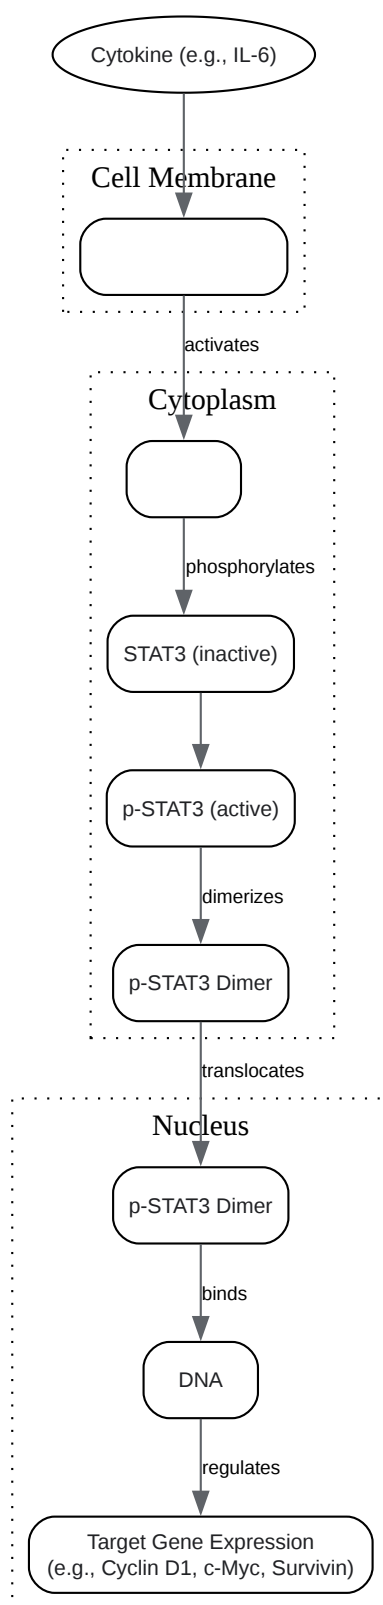 Cytokine (e.g., IL-6)
Cell Membrane
activates
Cytoplasm
phosphorylates
STAT3 (inactive)
p-STAT3 (active)
dimerizes
p-STAT3 Dimer
translocates
Nucleus
p-STAT3 Dimer
binds
DNA
regulates
Target Gene Expression
(e.g., Cyclin D1, c-Myc, Survivin)